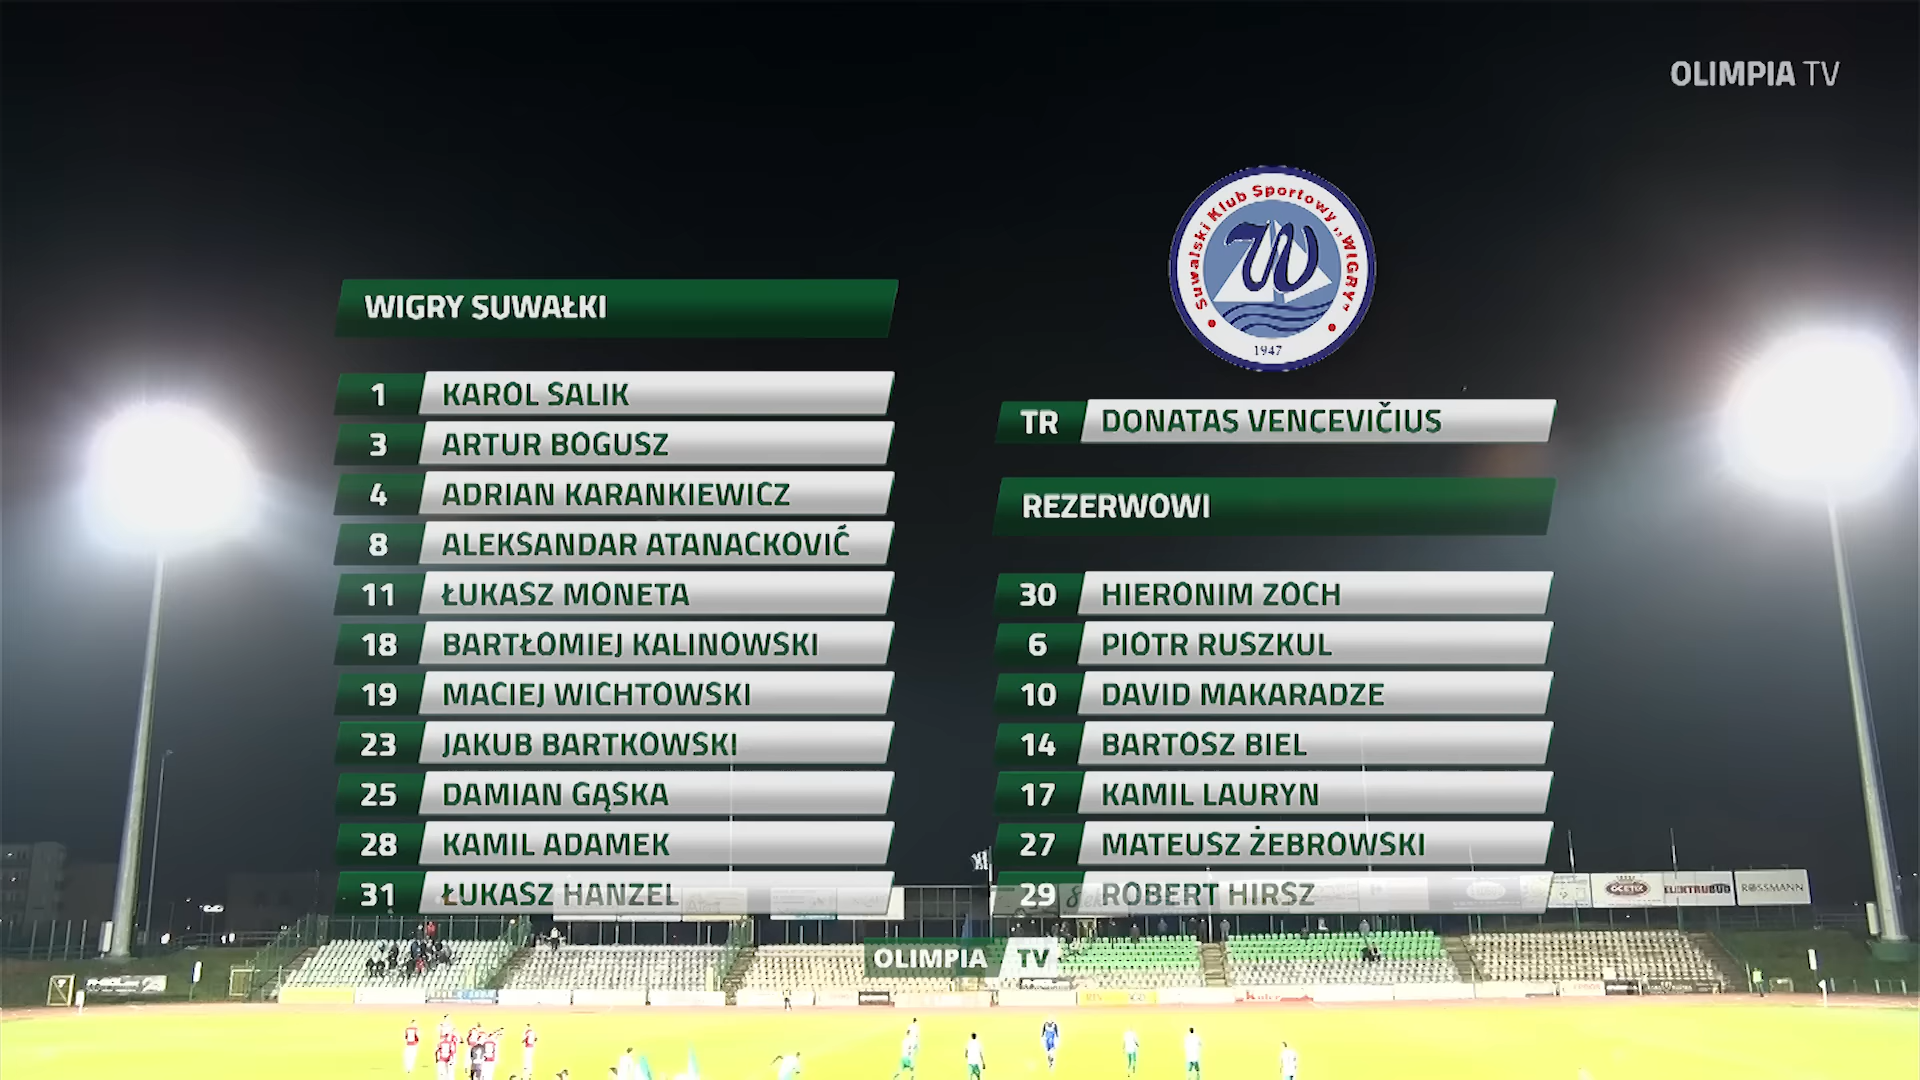 OLIMPIA TV
Suwalski Klub Sportowy „WIGRY”
1947
WIGRY SUWAŁKI
1 KAROL SALIK
3 ARTUR BOGUSZ
4 ADRIAN KARANKIEWICZ
8 ALEKSANDAR ATANACKOVIĆ
11 ŁUKASZ MONETA
18 BARTŁOMIEJ KALINOWSKI
19 MACIEJ WICHTOWSKI
23 JAKUB BARTKOWSKI
25 DAMIAN GĄSKA
28 KAMIL ADAMEK
31 ŁUKASZ HANZEL
TR DONATAS VENCEVIČIUS
REZERWOWI
30 HIERONIM ZOCH
6 PIOTR RUSZKUL
10 DAVID MAKARADZE
14 BARTOSZ BIEL
17 KAMIL LAURYN
27 MATEUSZ ŻEBROWSKI
29 ROBERT HIRSZ
ELEKTROBUD
ROSSMANN
OLIMPIA TV